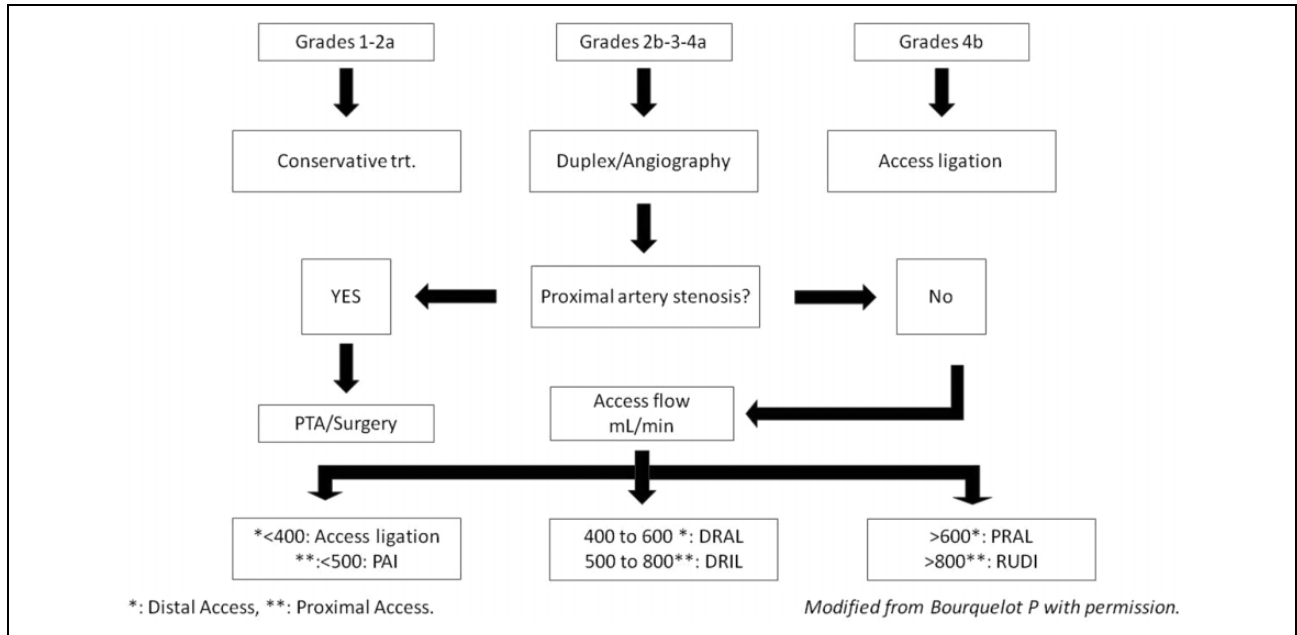 Grades 1-2a
Grades 2b-3-4a
Grades 4b
Conservative trt.
Duplex/Angiography
Access ligation
YES
Proximal artery stenosis?
No
PTA/Surgery
Access flow
mL/min
*<400: Access ligation
**:<500: PAI
400 to 600 *: DRAL
500 to 800**: DRIL
>600*: PRAL
>800**: RUDI
*: Distal Access, **: Proximal Access.
Modified from Bourquelot P with permission.